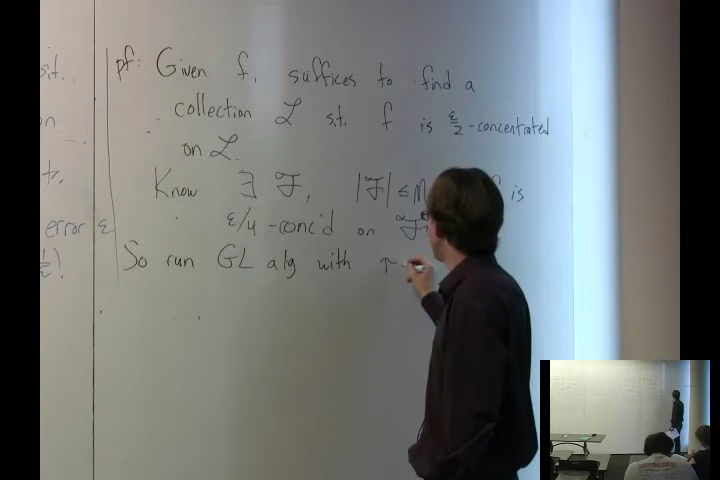 pf: Given f, suffices to find a
collection ℒ s.t. f is ε/2-concentrated
on ℒ.
Know ∃ ℱ, |ℱ| ≤ M is
ε/4-conc'd on ℱ
So run GL alg with τ
s.t.
on
error ε